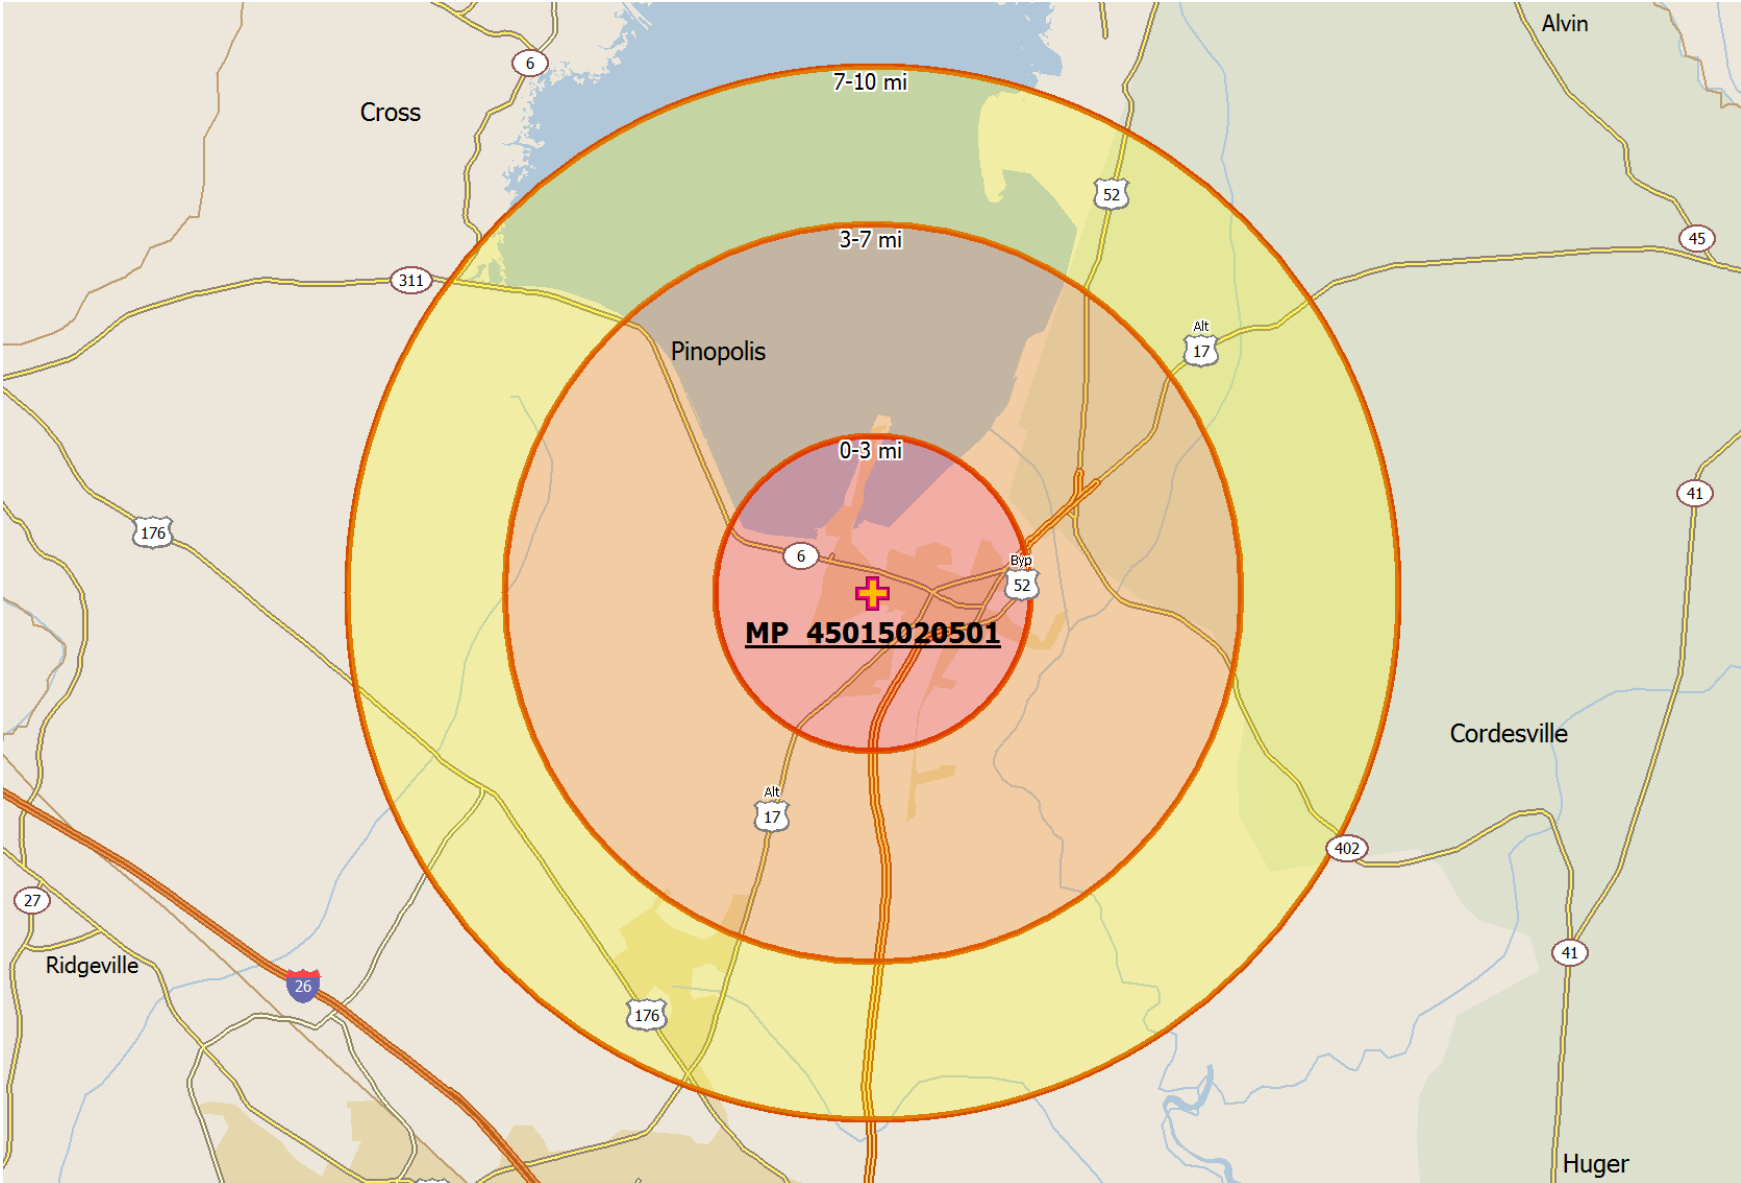 Alvin
6
7-10 mi
Cross
52
3-7 mi
45
311
Alt
17
Pinopolis
0-3 mi
41
176
6
Byp
52
MP 45015020501
Cordesville
Alt
17
402
27
41
Ridgeville
26
176
Huger